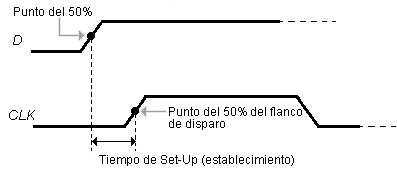 Punto del 50%
D
CLK
Punto del 50% del flanco
de disparo
Tiempo de Set-Up (establecimiento)